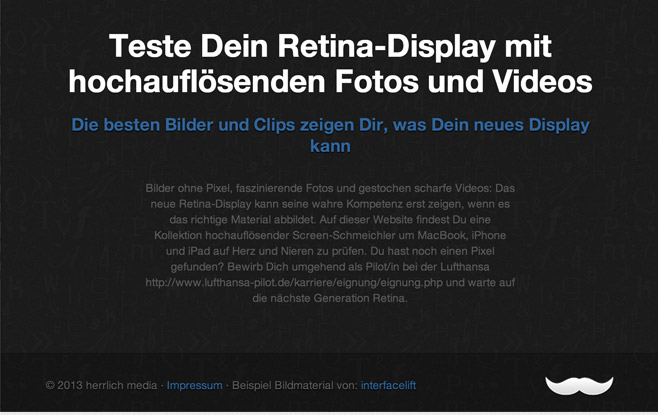 Teste Dein Retina-Display mit
hochauflösenden Fotos und Videos
Die besten Bilder und Clips zeigen Dir, was Dein neues Display
kann
Bilder ohne Pixel, faszinierende Fotos und gestochen scharfe Videos: Das
neue Retina-Display kann seine wahre Kompetenz erst zeigen, wenn es
das richtige Material abbildet. Auf dieser Website findest Du eine
Kollektion hochauflösender Screen-Schmeichler um MacBook, iPhone
und iPad auf Herz und Nieren zu prüfen. Du hast noch einen Pixel
gefunden? Bewirb Dich umgehend als Pilot/in bei der Lufthansa
http://www.lufthansa-pilot.de/karriere/eignung/eignung.php und warte auf
die nächste Generation Retina.
© 2013 herrlich media · Impressum · Beispiel Bildmaterial von: interfacelift